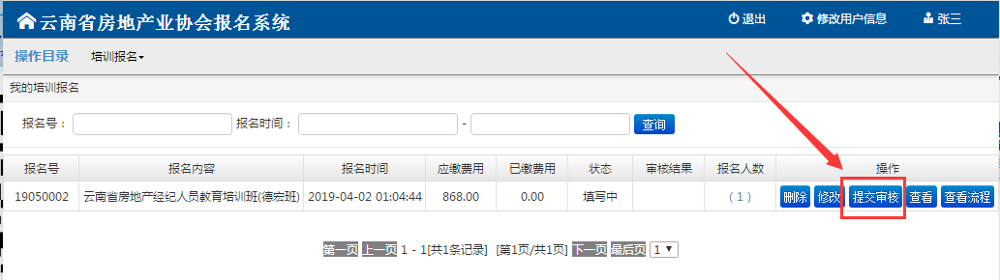 云南省房地产业协会报名系统 退出 修改用户信息 张三
操作目录 培训报名
我的培训报名
报名号： 报名时间： - 查询
报名号 报名内容 报名时间 应缴费用 已缴费用 状态 审核结果 报名人数 操作
19050002 云南省房地产经纪人员教育培训班(德宏班) 2019-04-02 01:04:44 868.00 0.00 填写中 （1） 删除 修改 提交审核 查看 查看流程
第一页 上一页 1 - 1[共1条记录] [第1页/共1页] 下一页 最后页 1